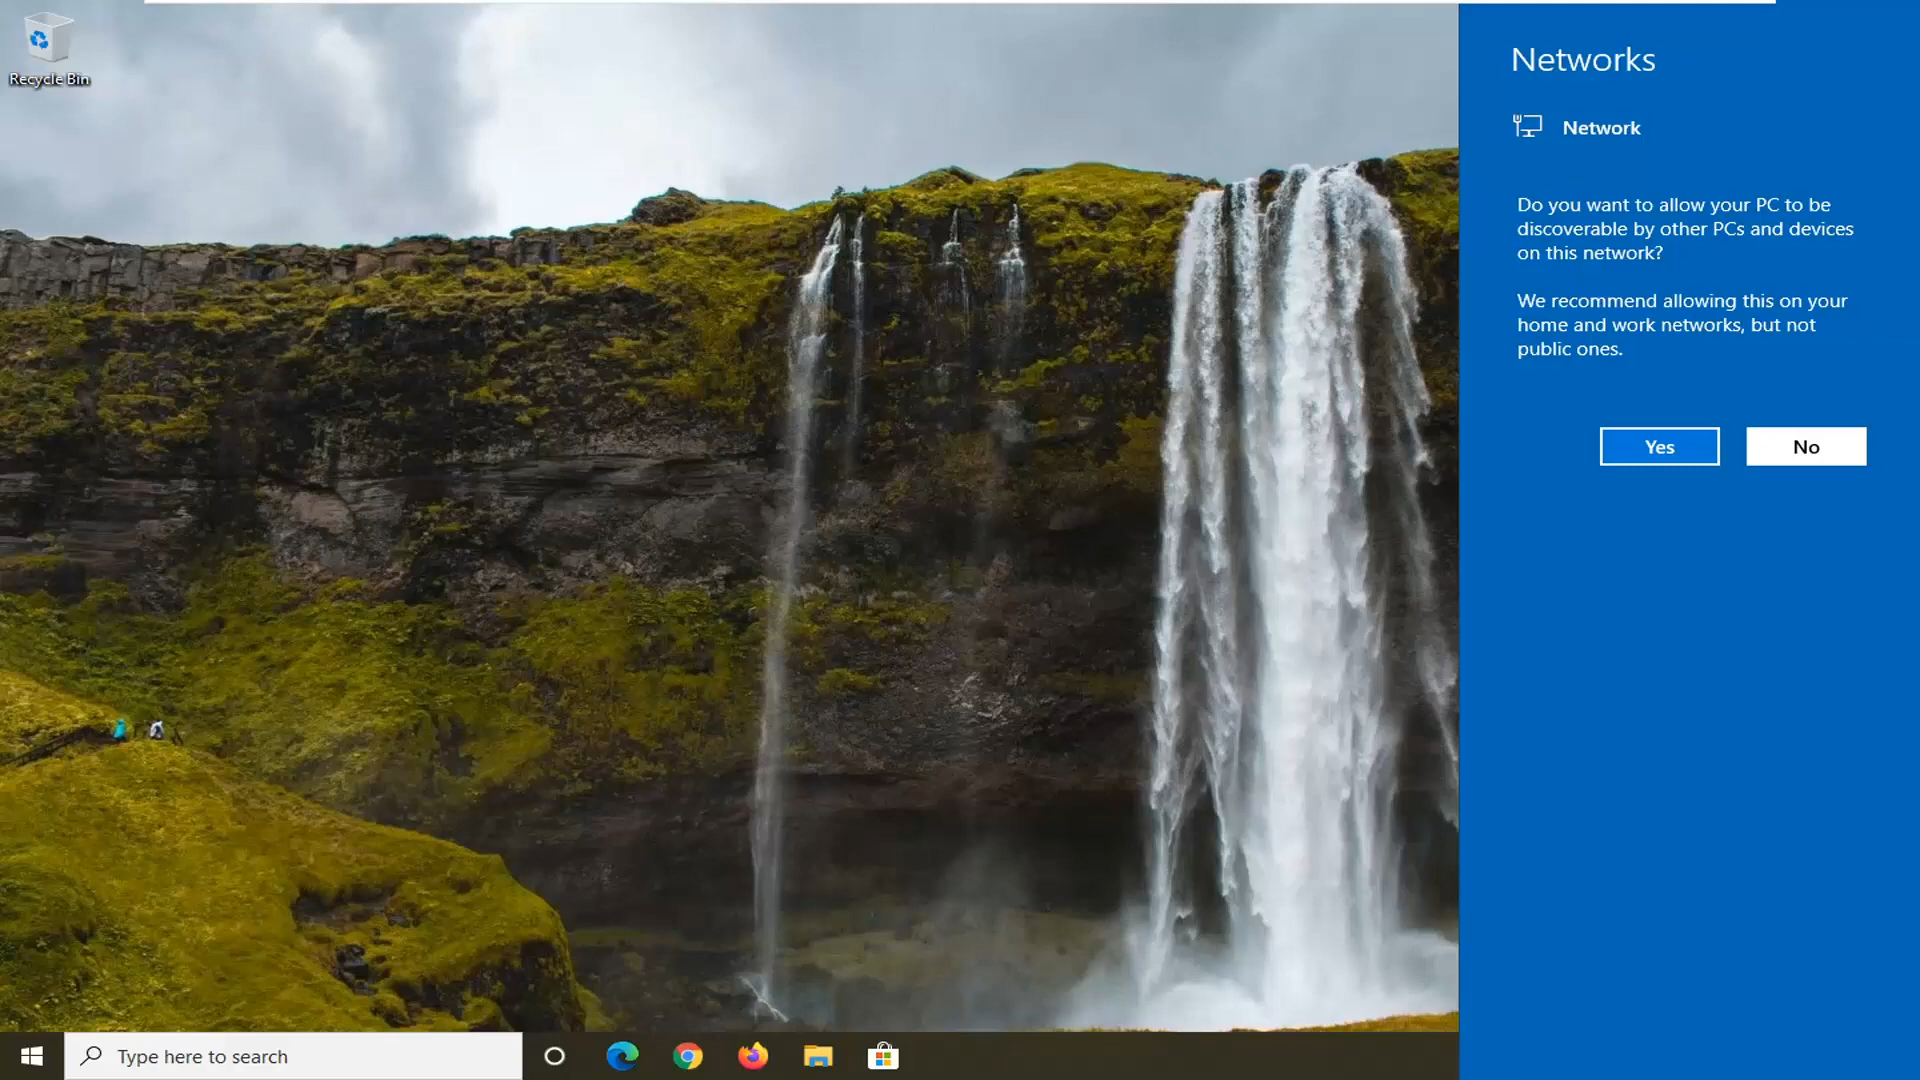 Recycle Bin
Networks
Network
Do you want to allow your PC to be
discoverable by other PCs and devices
on this network?
We recommend allowing this on your
home and work networks, but not
public ones.
Yes
No
Type here to search